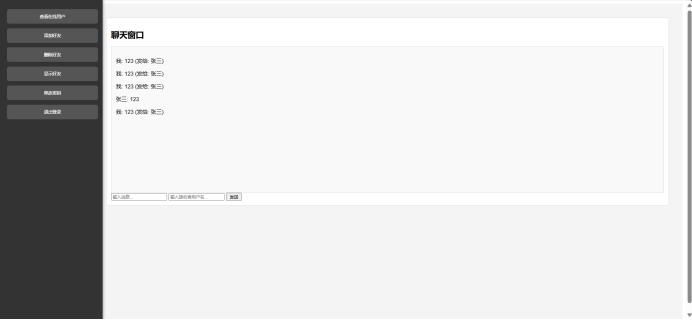 查看在线用户
添加好友
删除好友
显示好友
修改密码
退出登录
聊天窗口
我: 123 (发给: 张三)
我: 123 (发给: 张三)
我: 123 (发给: 张三)
张三: 123
我: 123 (发给: 张三)
输入消息...
输入接收者用户名...
发送